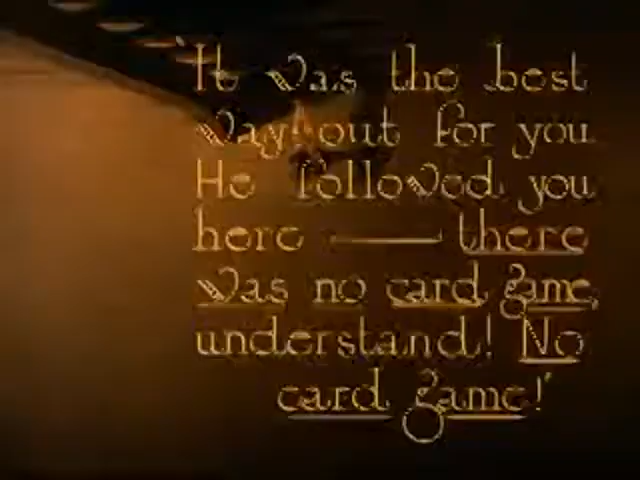 "It was the best
way out for you
He followed you
here — there
was no card game,
understand! No
card game!"